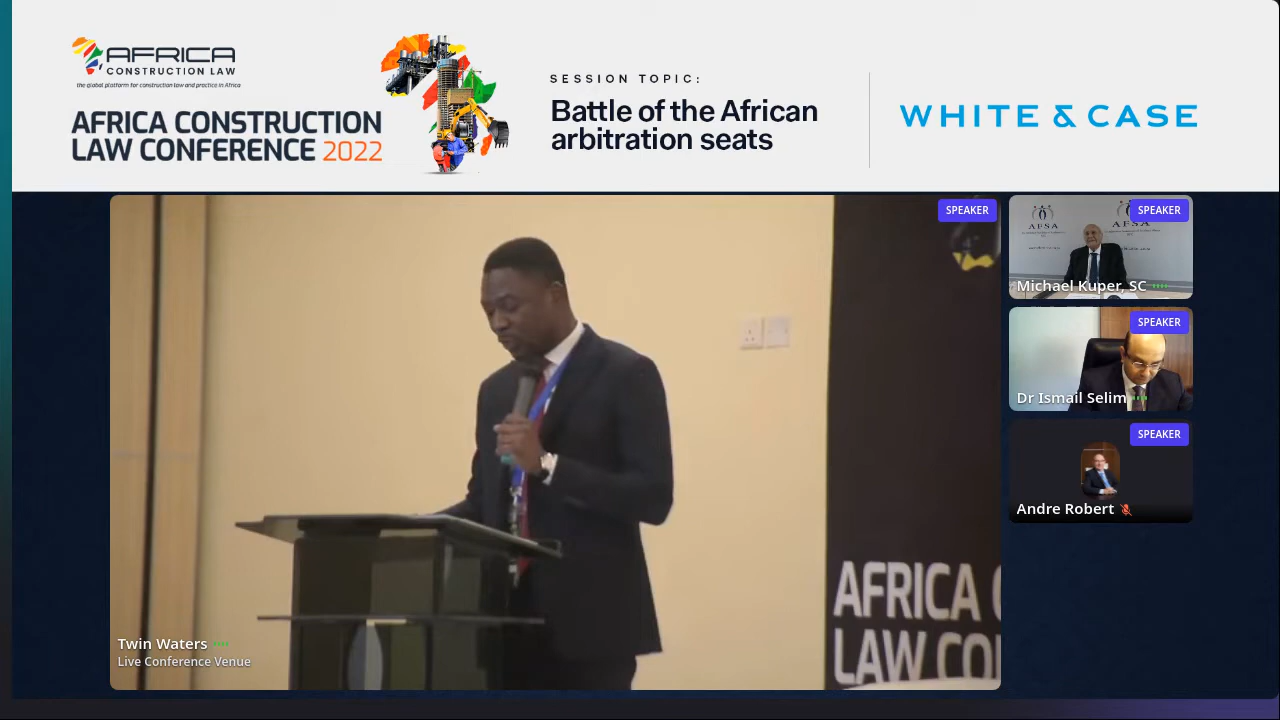 AFRICA
CONSTRUCTION LAW
the global platform for construction law and practice in Africa
AFRICA CONSTRUCTION
LAW CONFERENCE 2022
SESSION TOPIC:
Battle of the African
arbitration seats
WHITE & CASE
SPEAKER
AFRICA C
LAW CO
Twin Waters
Live Conference Venue
SPEAKER
AFSA
AFSA
Michael Kuper, SC
SPEAKER
Dr Ismail Selim
SPEAKER
Andre Robert